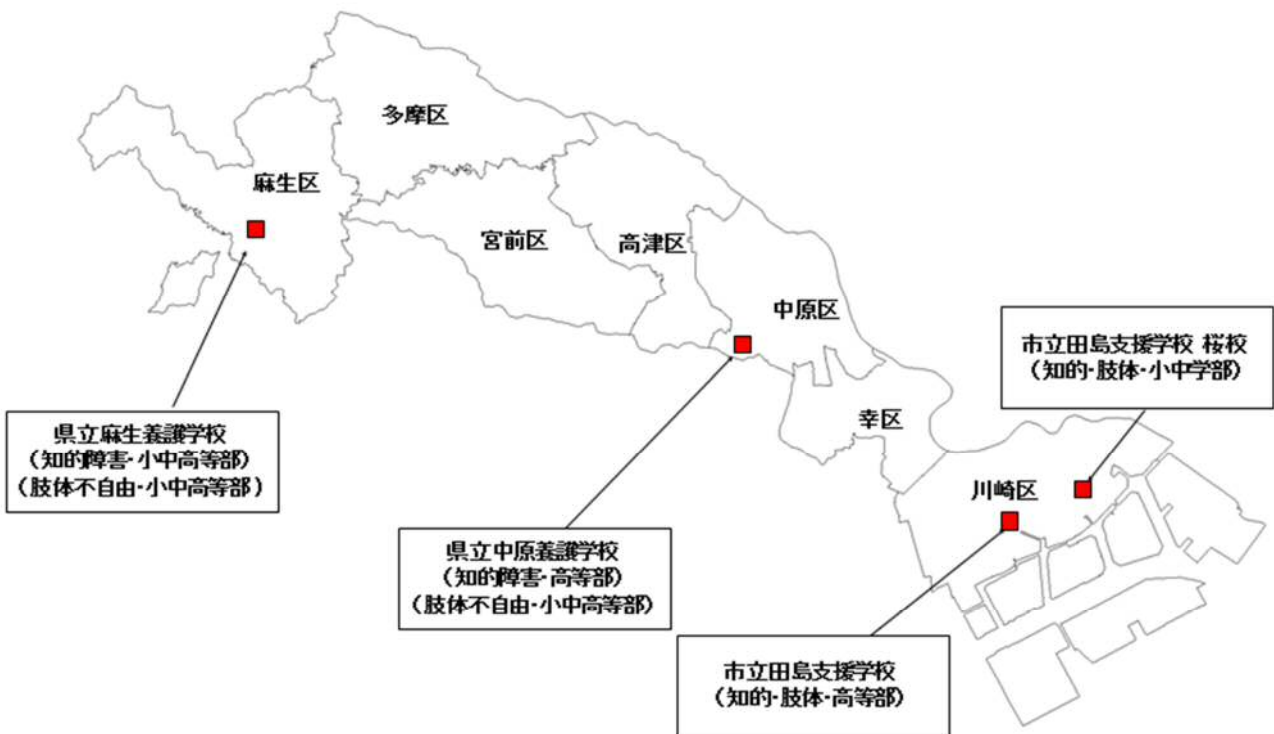 多摩区
麻生区
宮前区
高津区
中原区
幸区
川崎区
市立田島支援学校 桜校
(知的・肢体・小中学部)
県立麻生養護学校
(知的障害・小中高等部)
(肢体不自由・小中高等部)
県立中原養護学校
(知的障害・高等部)
(肢体不自由・小中高等部)
市立田島支援学校
(知的・肢体・高等部)